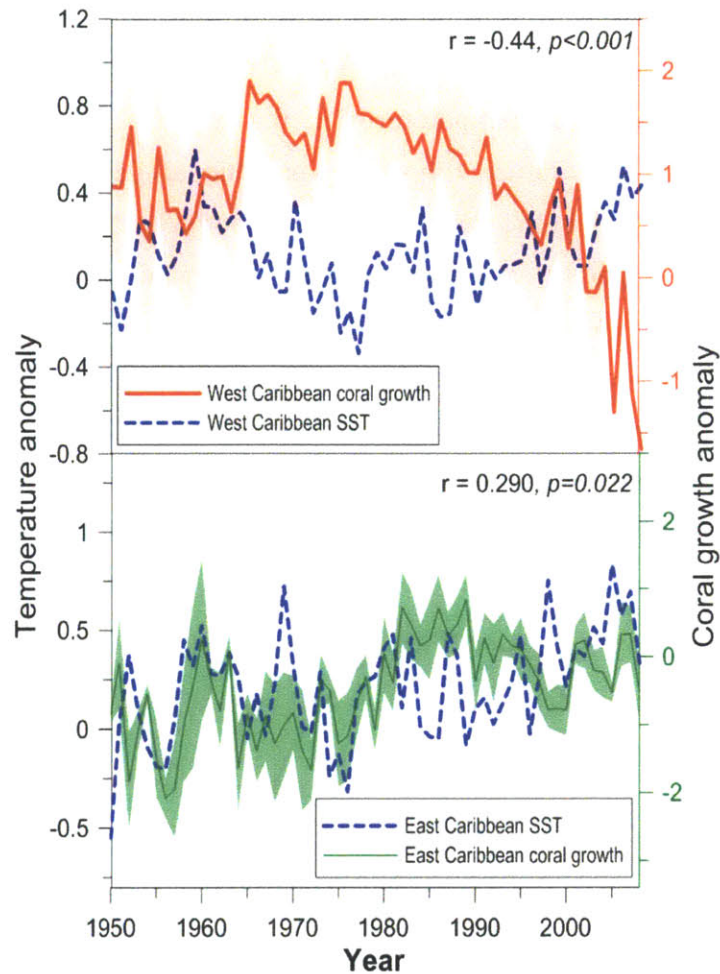 1.2
0.8
0.4
0
-0.4
-0.8
r = -0.44, p<0.001
2
1
0
-1
West Caribbean coral growth
West Caribbean SST
Temperature anomaly
Coral growth anomaly
1
0.5
0
-0.5
r = 0.290, p=0.022
2
0
-2
East Caribbean SST
East Caribbean coral growth
1950
1960
1970
1980
1990
2000
Year